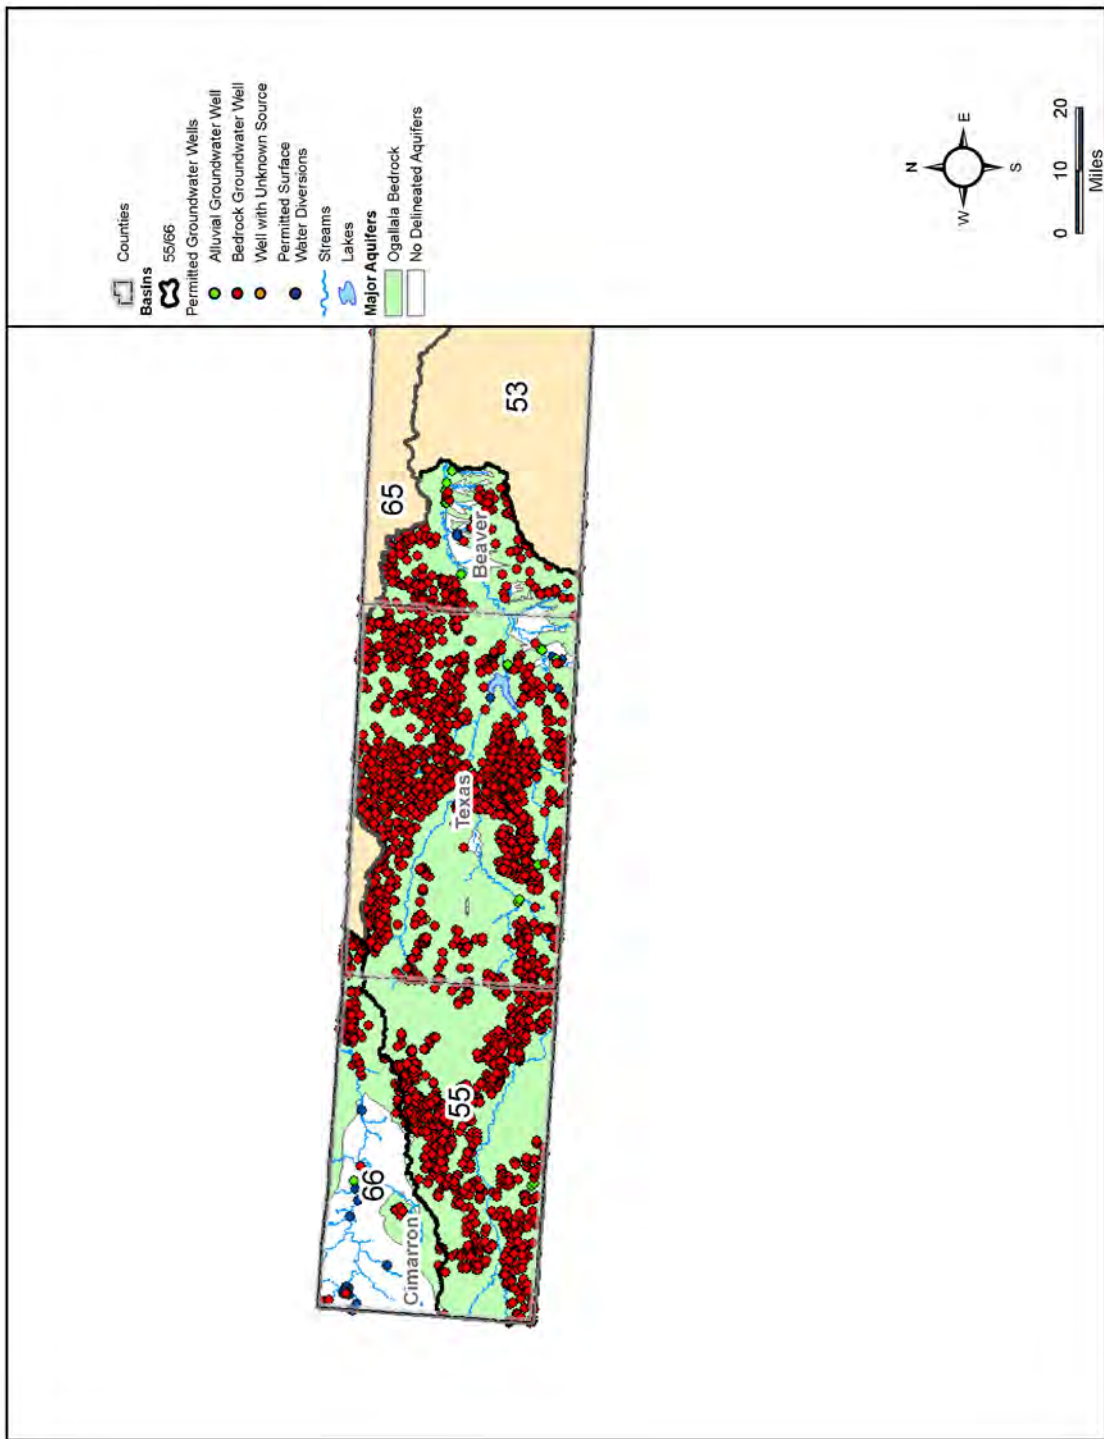 Counties
Basins
55/66
Permitted Groundwater Wells
Alluvial Groundwater Well
Bedrock Groundwater Well
Well with Unknown Source
Permitted Surface
Water Diversions
Streams
Lakes
Major Aquifers
Ogallala Bedrock
No Delineated Aquifers
N
W
E
S
0 10 20
Miles
66
Cimarron
55
Texas
65
Beaver
53